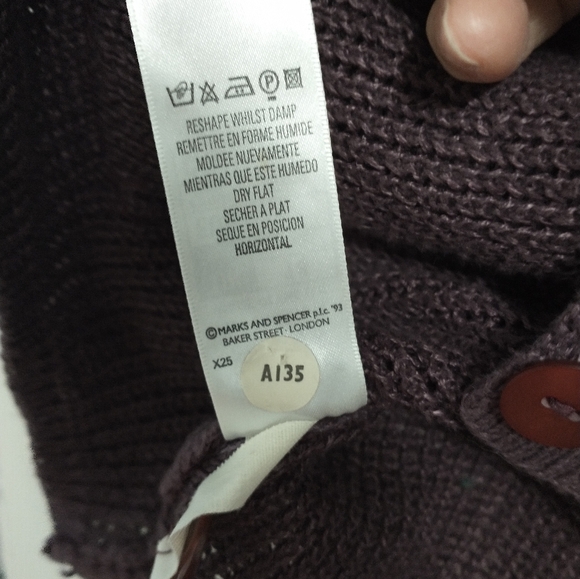 P
RESHAPE WHILST DAMP
REMETTRE EN FORME HUMIDE
MOLDEE NUEVAMENTE
MIENTRAS QUE ESTE HUMEDO
DRY FLAT
SECHER A PLAT
SEQUE EN POSICION
HORIZONTAL
© MARKS AND SPENCER p.l.c. '93
BAKER STREET · LONDON
X25
A135